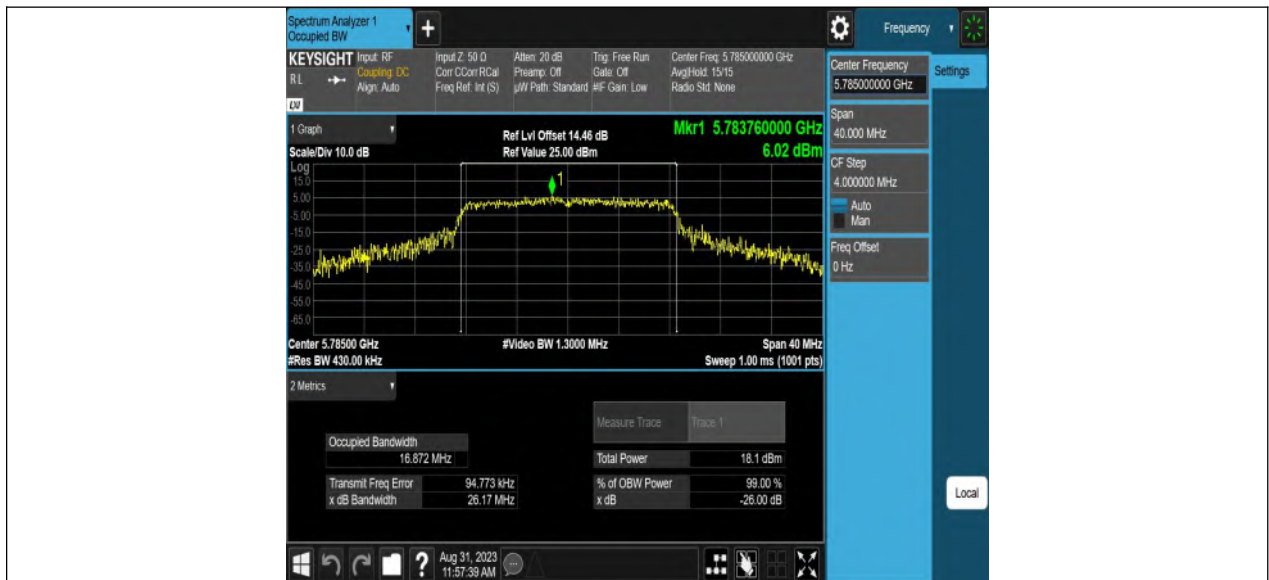 Spectrum Analyzer 1
Occupied BW
+
Frequency
KEYSIGHT
RL
LXI
Input: RF
Coupling: DC
Align: Auto
Input Z: 50 Ω
Corr CCorr RCal
Freq Ref: Int (S)
Atten: 20 dB
Preamp: Off
µW Path: Standard
Trig: Free Run
Gate: Off
#IF Gain: Low
Center Freq: 5.785000000 GHz
Avg|Hold: 15/15
Radio Std: None
Center Frequency
5.785000000 GHz
Settings
Span
40.000 MHz
CF Step
4.000000 MHz
Auto
Man
Freq Offset
0 Hz
Local
1 Graph
Scale/Div 10.0 dB
Ref Lvl Offset 14.46 dB
Ref Value 25.00 dBm
Mkr1 5.783760000 GHz
6.02 dBm
Log
15.0
5.00
-5.00
-15.0
-25.0
-35.0
-45.0
-55.0
-65.0
1
Center 5.78500 GHz
#Video BW 1.3000 MHz
Span 40 MHz
#Res BW 430.00 kHz
Sweep 1.00 ms (1001 pts)
2 Metrics
Measure Trace Trace 1
Occupied Bandwidth
16.872 MHz
Total Power 18.1 dBm
Transmit Freq Error 94.773 kHz
% of OBW Power 99.00 %
x dB Bandwidth 26.17 MHz
x dB -26.00 dB
?
Aug 31, 2023
11:57:39 AM